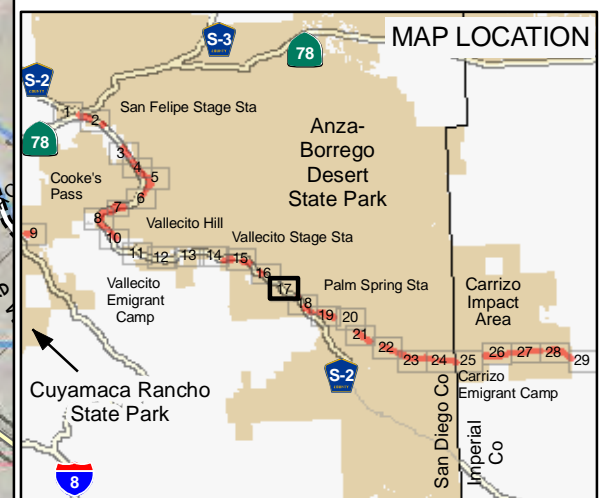 MAP LOCATION
S-3
COUNTY
78
S-2
COUNTY
1
2
San Felipe Stage Sta
78
3
4
5
6
Anza-
Borrego
Desert
State Park
Cooke's
Pass
7
8
9
10
Vallecito Hill
Vallecito Stage Sta
11
12
13
14
15
16
17
Vallecito
Emigrant
Camp
Palm Spring Sta
Carrizo
Impact
Area
18
19
20
21
22
23
24
25
26
27
28
29
Cuyamaca Rancho
State Park
S-2
COUNTY
Carrizo
Emigrant Camp
San Diego Co
Imperial
Co
8